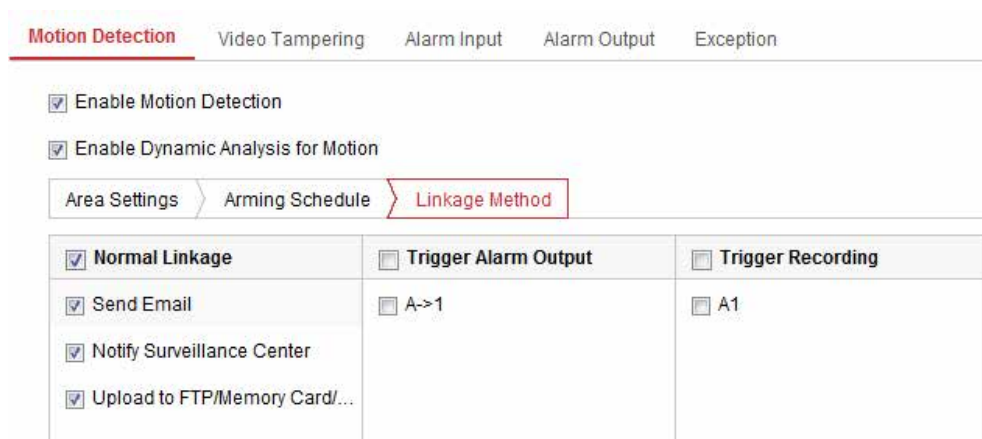 Motion Detection Video Tampering Alarm Input Alarm Output Exception
Enable Motion Detection
Enable Dynamic Analysis for Motion
Area Settings Arming Schedule Linkage Method
Normal Linkage Trigger Alarm Output Trigger Recording
Send Email A->1 A1
Notify Surveillance Center
Upload to FTP/Memory Card/...